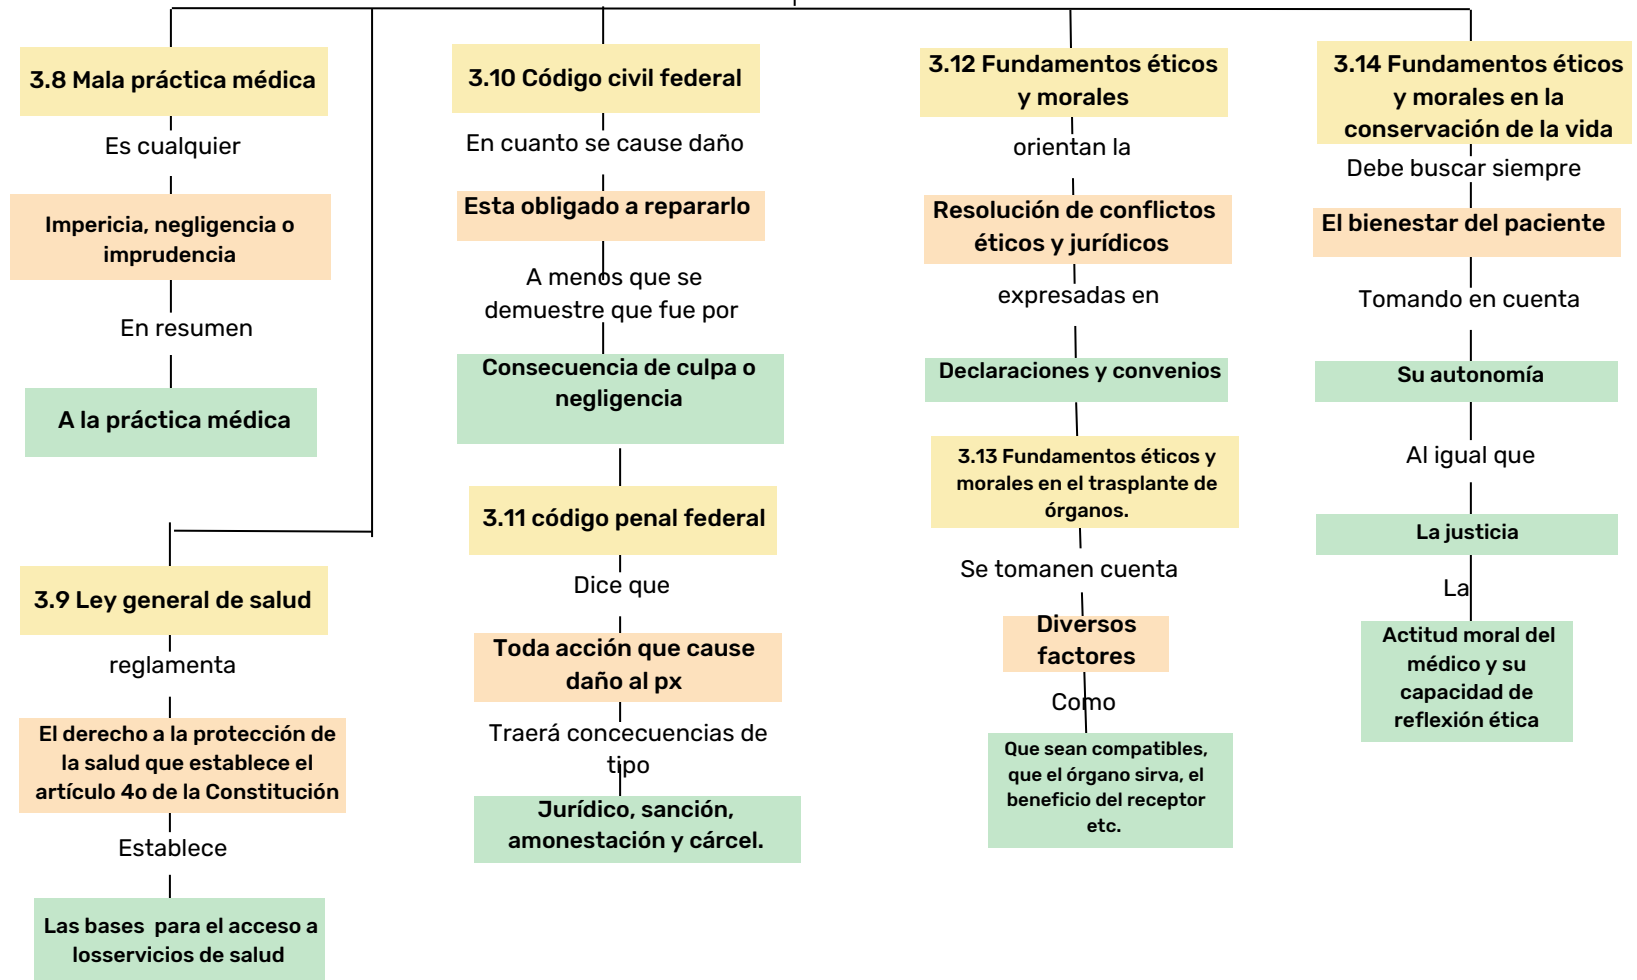 3.8 Mala práctica médica
Es cualquier
Impericia, negligencia o
imprudencia
En resumen
A la práctica médica
3.9 Ley general de salud
reglamenta
El derecho a la protección de
la salud que establece el
artículo 4o de la Constitución
Establece
Las bases para el acceso a
losservicios de salud
3.10 Código civil federal
En cuanto se cause daño
Esta obligado a repararlo
A menos que se
demuestre que fue por
Consecuencia de culpa o
negligencia
3.11 código penal federal
Dice que
Toda acción que cause
daño al px
Traerá concecuencias de
tipo
Jurídico, sanción,
amonestación y cárcel.
3.12 Fundamentos éticos
y morales
orientan la
Resolución de conflictos
éticos y jurídicos
expresadas en
Declaraciones y convenios
3.13 Fundamentos éticos y
morales en el trasplante de
órganos.
Se tomanen cuenta
Diversos
factores
Como
Que sean compatibles,
que el órgano sirva, el
beneficio del receptor
etc.
3.14 Fundamentos éticos
y morales en la
conservación de la vida
Debe buscar siempre
El bienestar del paciente
Tomando en cuenta
Su autonomía
Al igual que
La justicia
La
Actitud moral del
médico y su
capacidad de
reflexión ética